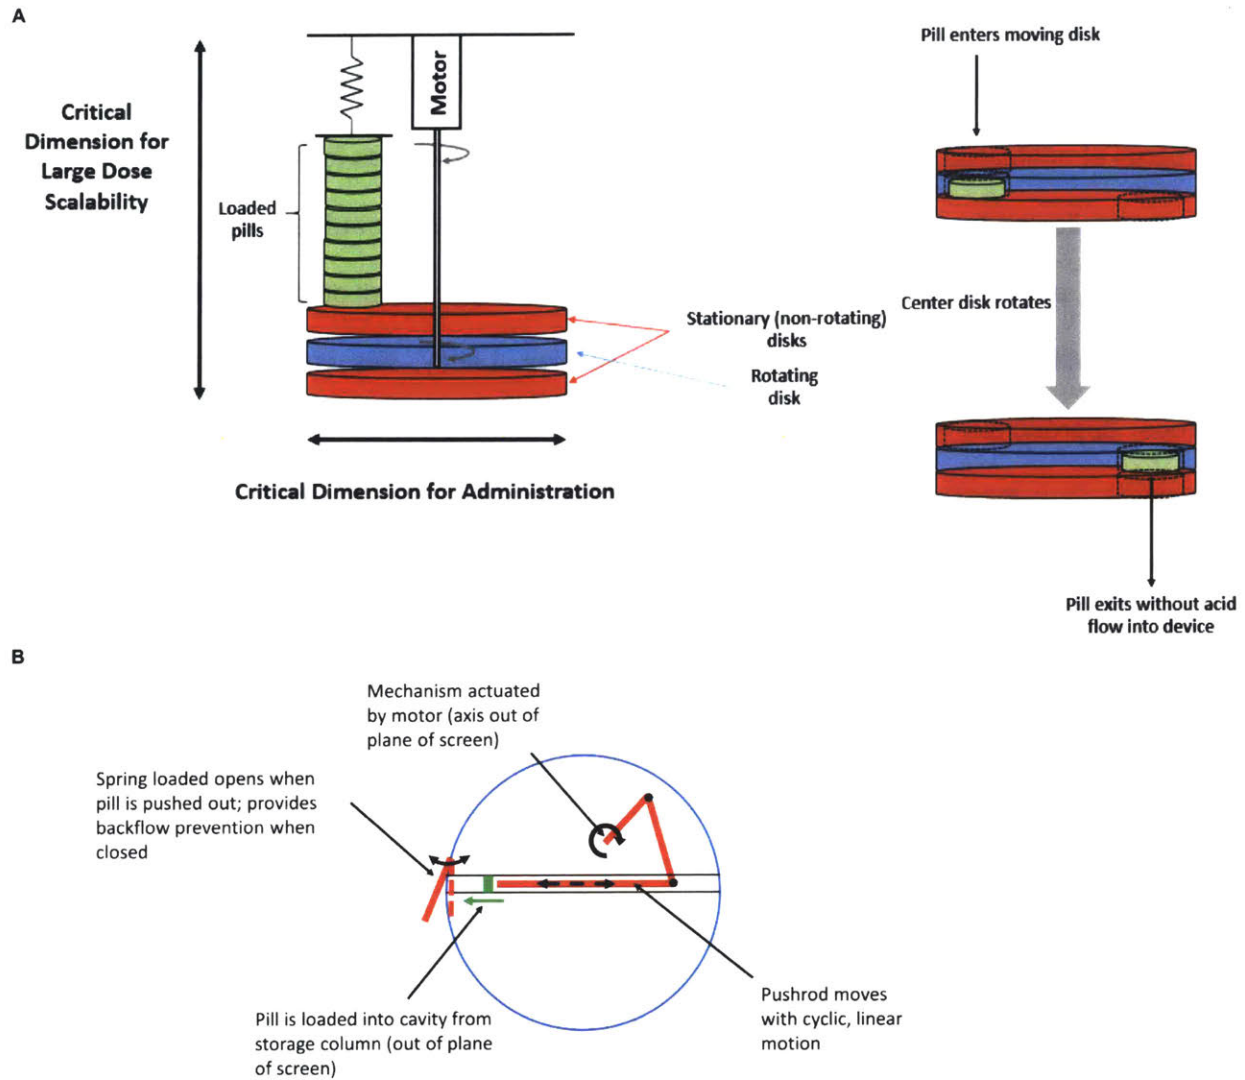 A
Critical
Dimension for
Large Dose
Scalability
Motor
Loaded
pills
Stationary (non-rotating)
disks
Rotating
disk
Critical Dimension for Administration
Pill enters moving disk
Center disk rotates
Pill exits without acid
flow into device
B
Mechanism actuated
by motor (axis out of
plane of screen)
Spring loaded opens when
pill is pushed out; provides
backflow prevention when
closed
Pill is loaded into cavity from
storage column (out of plane
of screen)
Pushrod moves
with cyclic, linear
motion